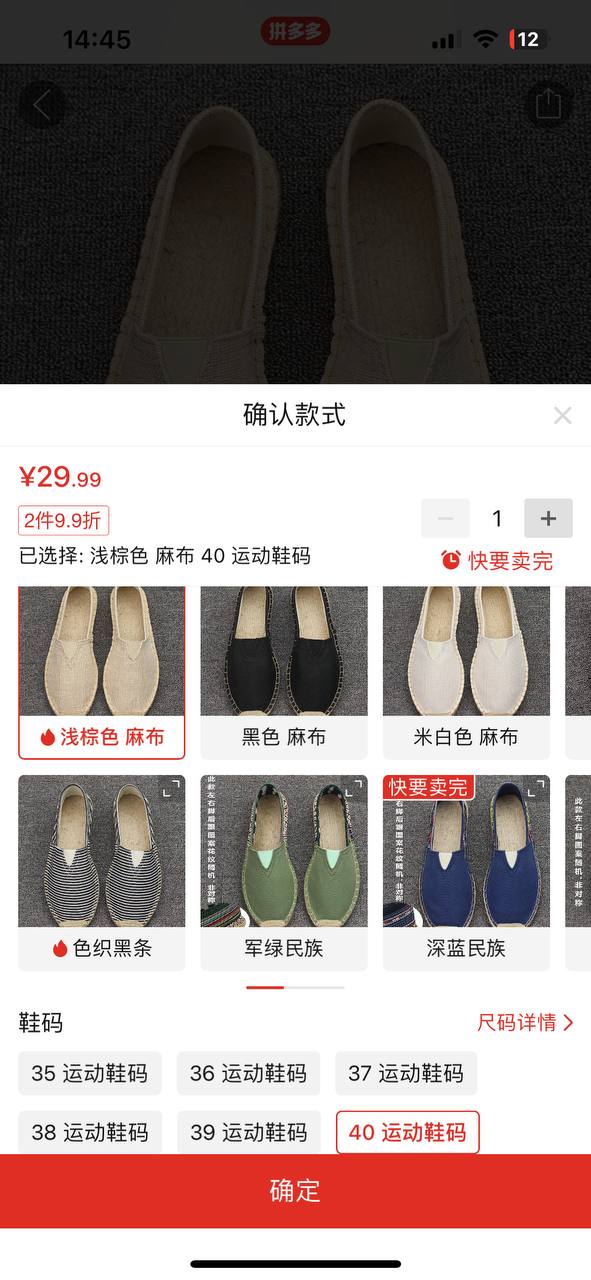 14:45
拼多多
12
确认款式
¥29.99
2件9.9折
1
已选择: 浅棕色 麻布 40 运动鞋码
快要卖完
浅棕色 麻布
黑色 麻布
米白色 麻布
此款左右脚后跟图案花纹随机,非对称
快要卖完
右脚后跟图案花纹随机,非对称
此款左右脚图案随机,非对称
色织黑条
军绿民族
深蓝民族
鞋码
尺码详情
35 运动鞋码
36 运动鞋码
37 运动鞋码
38 运动鞋码
39 运动鞋码
40 运动鞋码
确定